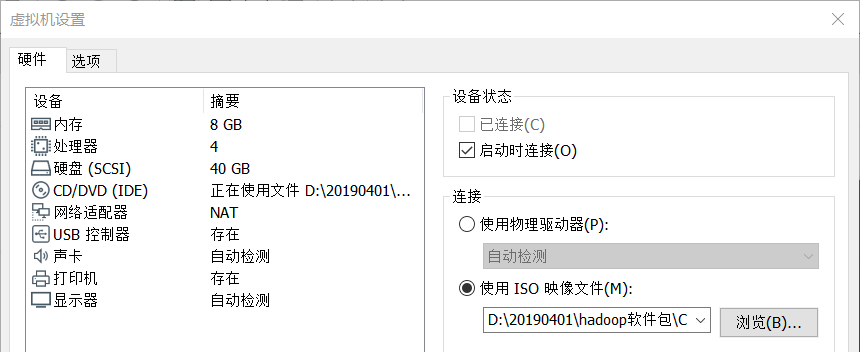 虚拟机设置
硬件 选项
设备 摘要
内存 8 GB
处理器 4
硬盘 (SCSI) 40 GB
CD/DVD (IDE) 正在使用文件 D:\20190401\...
网络适配器 NAT
USB 控制器 存在
声卡 自动检测
打印机 存在
显示器 自动检测
设备状态
已连接(C)
启动时连接(O)
连接
使用物理驱动器(P):
自动检测
使用 ISO 映像文件(M):
D:\20190401\hadoop软件包\C 浏览(B)...